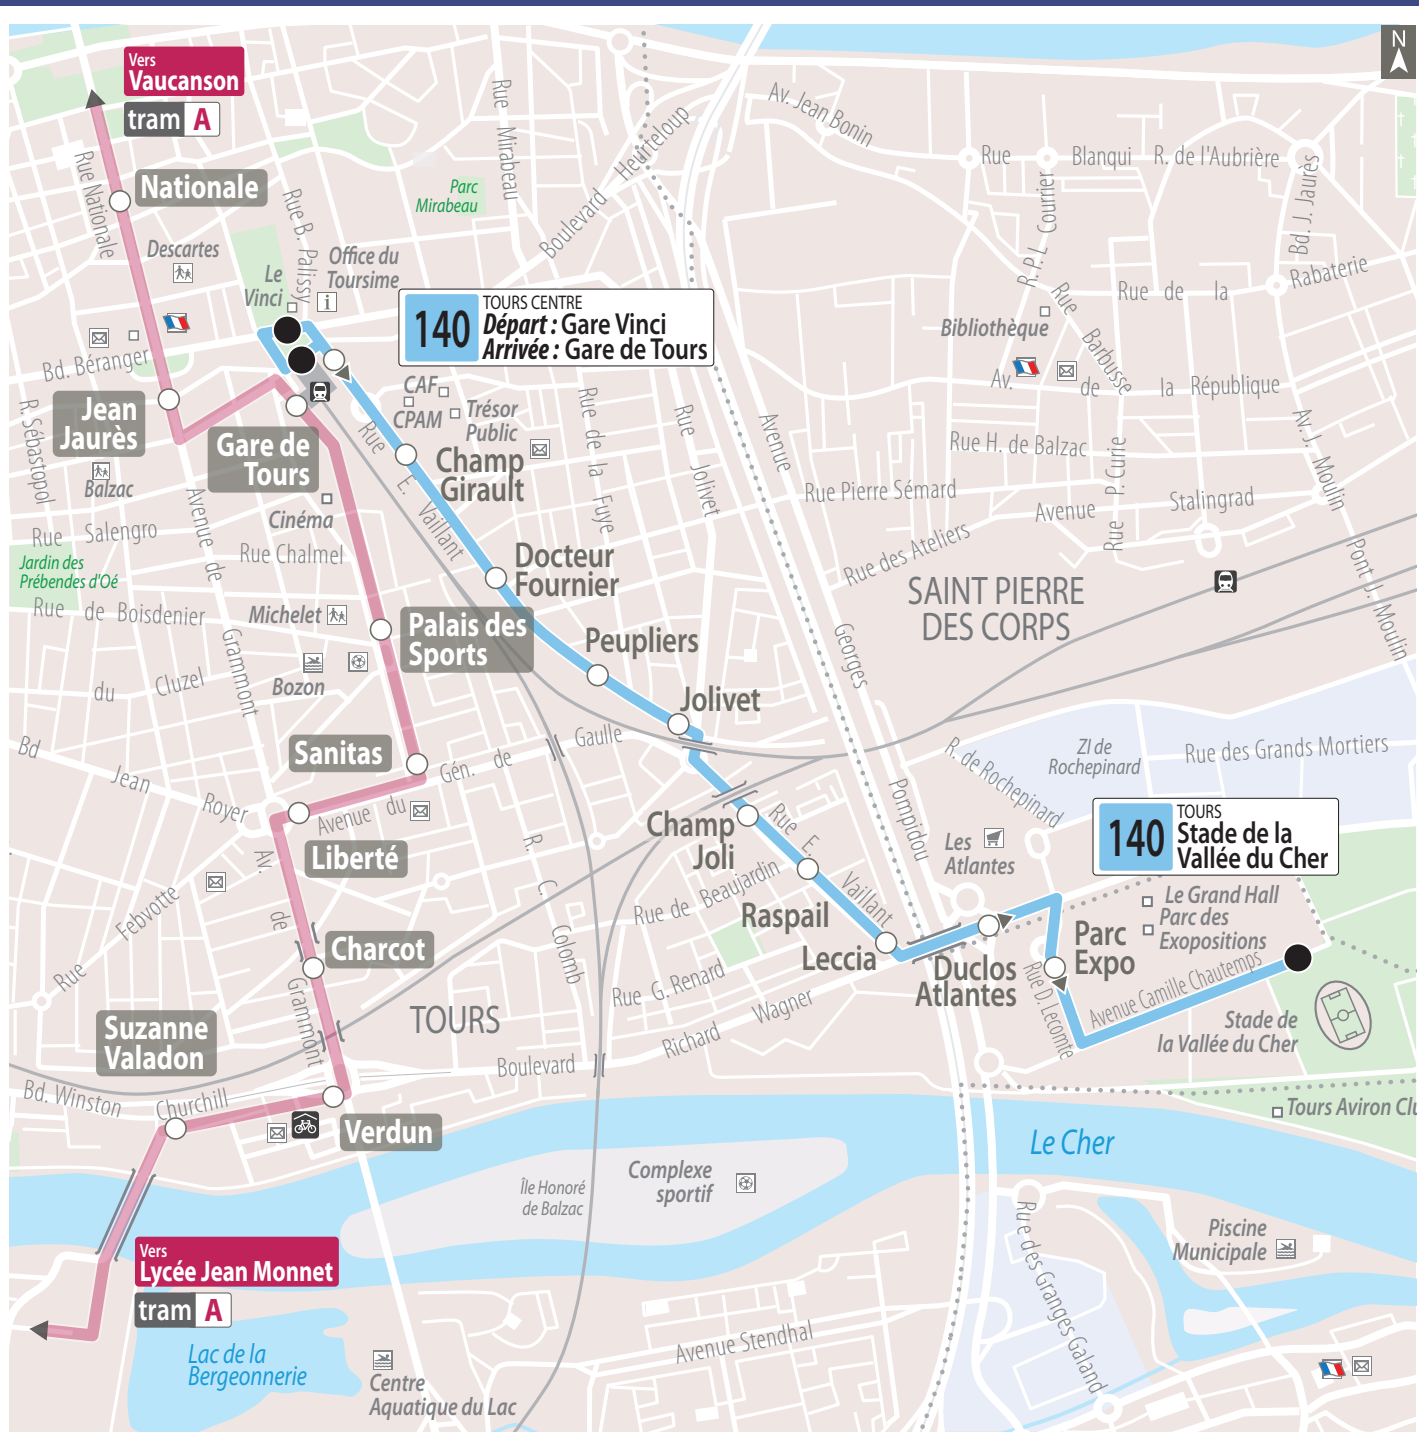 N
Vers
Vaucanson
tram A
Rue Nationale
Nationale
Descartes
Rue B. Palissy
Le
Vinci
Office du
Toursime
i
Parc
Mirabeau
Rue Mirabeau
Boulevard Heurteloup
Av. Jean Bonin
Rue Blanqui
R. de l'Aubrière
Bd. J. Jaurès
R. P. L. Courrier
Rue de la Rabaterie
Rue Barbusse
Bibliothèque
Av. de la République
Rue H. de Balzac
Rue P. Curie
Av. J. Moulin
Rue Pierre Sémard
Avenue Stalingrad
Rue des Ateliers
Pont J. Moulin
SAINT PIERRE
DES CORPS
140
TOURS CENTRE
Départ : Gare Vinci
Arrivée : Gare de Tours
Bd. Béranger
R. Sébastopol
Jean
Jaurès
Balzac
Gare de
Tours
Cinéma
CAF
CPAM
Trésor
Public
Champ
Girault
Rue E. Vaillant
Rue de la Fuye
Rue Jolivet
Avenue Georges Pompidou
Rue Salengro
Avenue de Grammont
Rue Chalmel
Jardin des
Prébendes d'Oé
Rue de Boisdenier
Michelet
Docteur
Fournier
Palais des
Sports
Peupliers
Bozon
du Cluzel
Jolivet
Sanitas
Gaulle
Avenue du Gén. de
Bd Jean Royer
Liberté
Champ
Joli
Rue E. Vaillant
R. de Rochepinard
ZI de
Rochepinard
Rue des Grands Mortiers
140
TOURS
Stade de la
Vallée du Cher
Les
Atlantes
Le Grand Hall
Parc des
Exopositions
Rue Febvotte
Av. de Grammont
R. C. Colomb
Rue de Beaujardin
Raspail
Leccia
Duclos
Atlantes
Parc
Expo
Rue D. Lecomte
Avenue Camille Chautemps
Stade de
la Vallée du Cher
Charcot
Rue G. Renard
TOURS
Suzanne
Valadon
Boulevard Richard Wagner
Bd. Winston Churchill
Verdun
Tours Aviron Clu
Le Cher
Complexe
sportif
Île Honoré
de Balzac
Rue des Granges Galand
Piscine
Municipale
Vers
Lycée Jean Monnet
tram A
Lac de la
Bergeonnerie
Avenue Stendhal
Centre
Aquatique du Lac